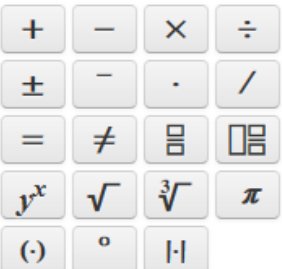 + − × ÷
± ¯ · /
= ≠ □/□ □□/□
yˣ √ ∛ π
(·) ° |·|